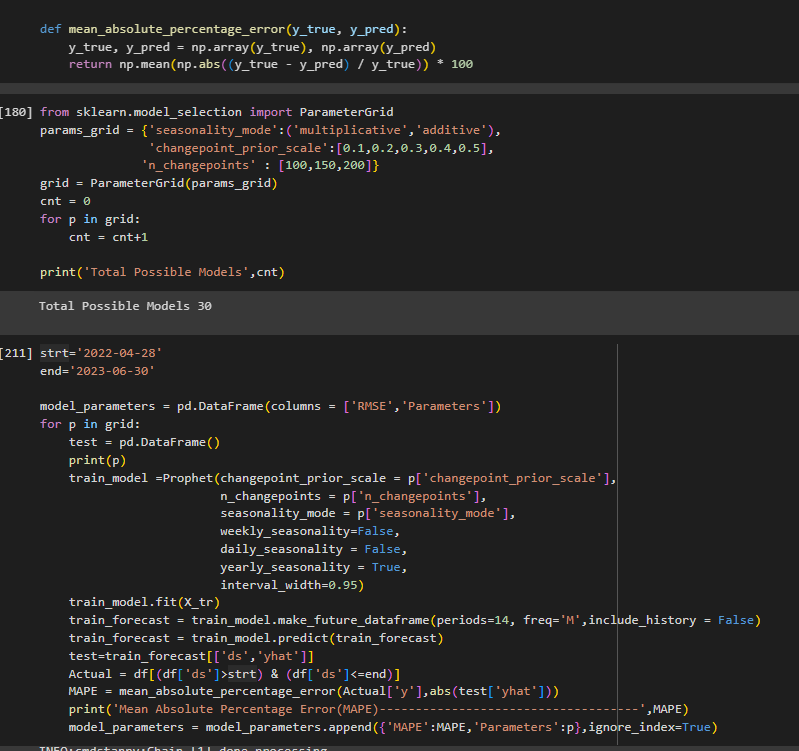 def mean_absolute_percentage_error(y_true, y_pred):
    y_true, y_pred = np.array(y_true), np.array(y_pred)
    return np.mean(np.abs((y_true - y_pred) / y_true)) * 100
[180] from sklearn.model_selection import ParameterGrid
params_grid = {'seasonality_mode':('multiplicative','additive'),
               'changepoint_prior_scale':[0.1,0.2,0.3,0.4,0.5],
              'n_changepoints' : [100,150,200]}
grid = ParameterGrid(params_grid)
cnt = 0
for p in grid:
    cnt = cnt+1
print('Total Possible Models',cnt)
Total Possible Models 30
[211] strt='2022-04-28'
end='2023-06-30'
model_parameters = pd.DataFrame(columns = ['RMSE','Parameters'])
for p in grid:
    test = pd.DataFrame()
    print(p)
    train_model =Prophet(changepoint_prior_scale = p['changepoint_prior_scale'],
                         n_changepoints = p['n_changepoints'],
                         seasonality_mode = p['seasonality_mode'],
                         weekly_seasonality=False,
                         daily_seasonality = False,
                         yearly_seasonality = True,
                         interval_width=0.95)
    train_model.fit(X_tr)
    train_forecast = train_model.make_future_dataframe(periods=14, freq='M',include_history = False)
    train_forecast = train_model.predict(train_forecast)
    test=train_forecast[['ds','yhat']]
    Actual = df[(df['ds']>strt) & (df['ds']<=end)]
    MAPE = mean_absolute_percentage_error(Actual['y'],abs(test['yhat']))
    print('Mean Absolute Percentage Error(MAPE)------------------------------------',MAPE)
    model_parameters = model_parameters.append({'MAPE':MAPE,'Parameters':p},ignore_index=True)
INFO:cmdstanpy:Chain [1] done processing